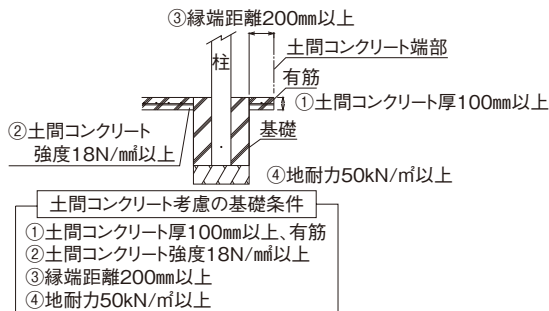 ③縁端距離200㎜以上
土間コンクリート端部
柱
有筋
①土間コンクリート厚100㎜以上
②土間コンクリート
強度18N/㎟以上
基礎
④地耐力50kN/㎡以上
土間コンクリート考慮の基礎条件
①土間コンクリート厚100㎜以上、有筋
②土間コンクリート強度18N/㎟以上
③縁端距離200㎜以上
④地耐力50kN/㎡以上